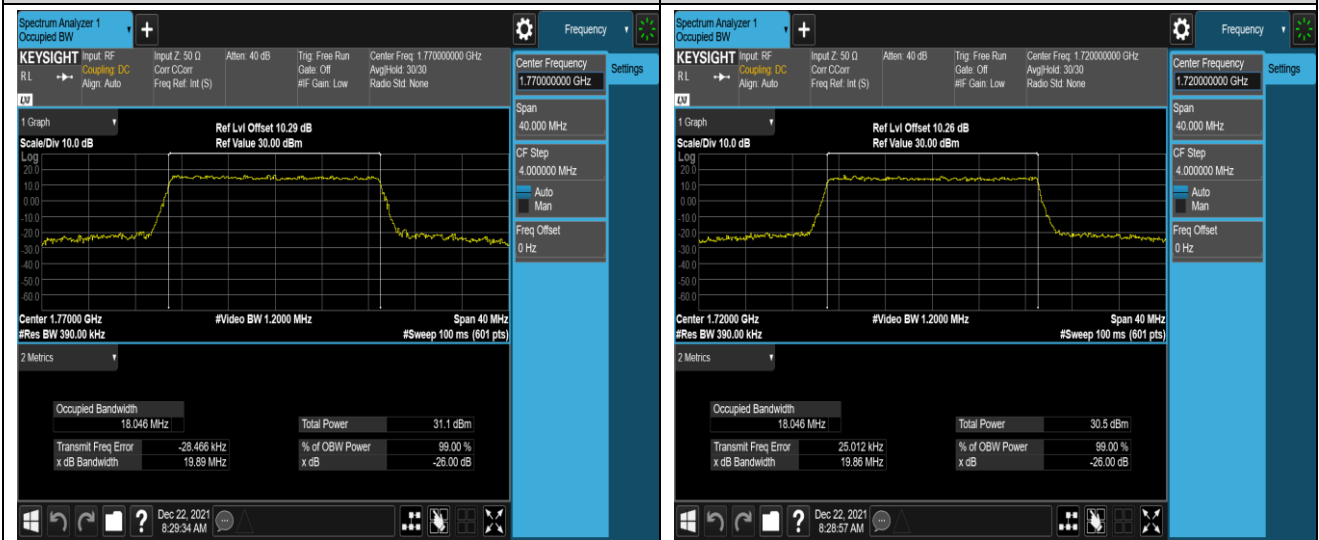 Spectrum Analyzer 1
Occupied BW
+
Frequency
KEYSIGHT Input: RF Input Z: 50 Ω Atten: 40 dB Trig: Free Run Center Freq: 1.770000000 GHz
RL Coupling: DC Corr CCorr Gate: Off Avg|Hold: 30/30
Align: Auto Freq Ref: Int (S) #IF Gain: Low Radio Std: None
LXI
Center Frequency
1.770000000 GHz
Settings
Span
40.000 MHz
CF Step
4.000000 MHz
Auto
Man
Freq Offset
0 Hz
1 Graph
Ref Lvl Offset 10.29 dB
Scale/Div 10.0 dB Ref Value 30.00 dBm
Log
20.0
10.0
0.00
-10.0
-20.0
-30.0
-40.0
-50.0
-60.0
Center 1.77000 GHz #Video BW 1.2000 MHz Span 40 MHz
#Res BW 390.00 kHz #Sweep 100 ms (601 pts)
2 Metrics
Occupied Bandwidth
18.046 MHz Total Power 31.1 dBm
Transmit Freq Error -28.466 kHz % of OBW Power 99.00 %
x dB Bandwidth 19.89 MHz x dB -26.00 dB
? Dec 22, 2021
8:29:34 AM
Spectrum Analyzer 1
Occupied BW
+
Frequency
KEYSIGHT Input: RF Input Z: 50 Ω Atten: 40 dB Trig: Free Run Center Freq: 1.720000000 GHz
RL Coupling: DC Corr CCorr Gate: Off Avg|Hold: 30/30
Align: Auto Freq Ref: Int (S) #IF Gain: Low Radio Std: None
LXI
Center Frequency
1.720000000 GHz
Settings
Span
40.000 MHz
CF Step
4.000000 MHz
Auto
Man
Freq Offset
0 Hz
1 Graph
Ref Lvl Offset 10.26 dB
Scale/Div 10.0 dB Ref Value 30.00 dBm
Log
20.0
10.0
0.00
-10.0
-20.0
-30.0
-40.0
-50.0
-60.0
Center 1.72000 GHz #Video BW 1.2000 MHz Span 40 MHz
#Res BW 390.00 kHz #Sweep 100 ms (601 pts)
2 Metrics
Occupied Bandwidth
18.046 MHz Total Power 30.5 dBm
Transmit Freq Error 25.012 kHz % of OBW Power 99.00 %
x dB Bandwidth 19.86 MHz x dB -26.00 dB
? Dec 22, 2021
8:28:57 AM